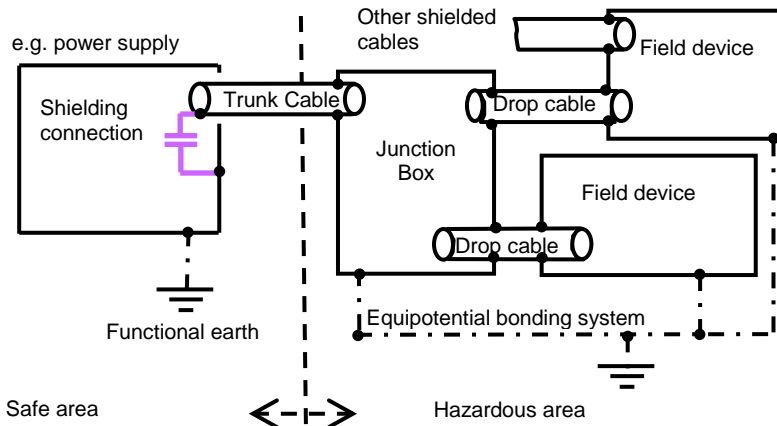 e.g. power supply
Other shielded
cables
Field device
Shielding
connection
Trunk Cable
Drop cable
Junction
Box
Field device
Drop cable
Equipotential bonding system
Functional earth
Safe area
Hazardous area